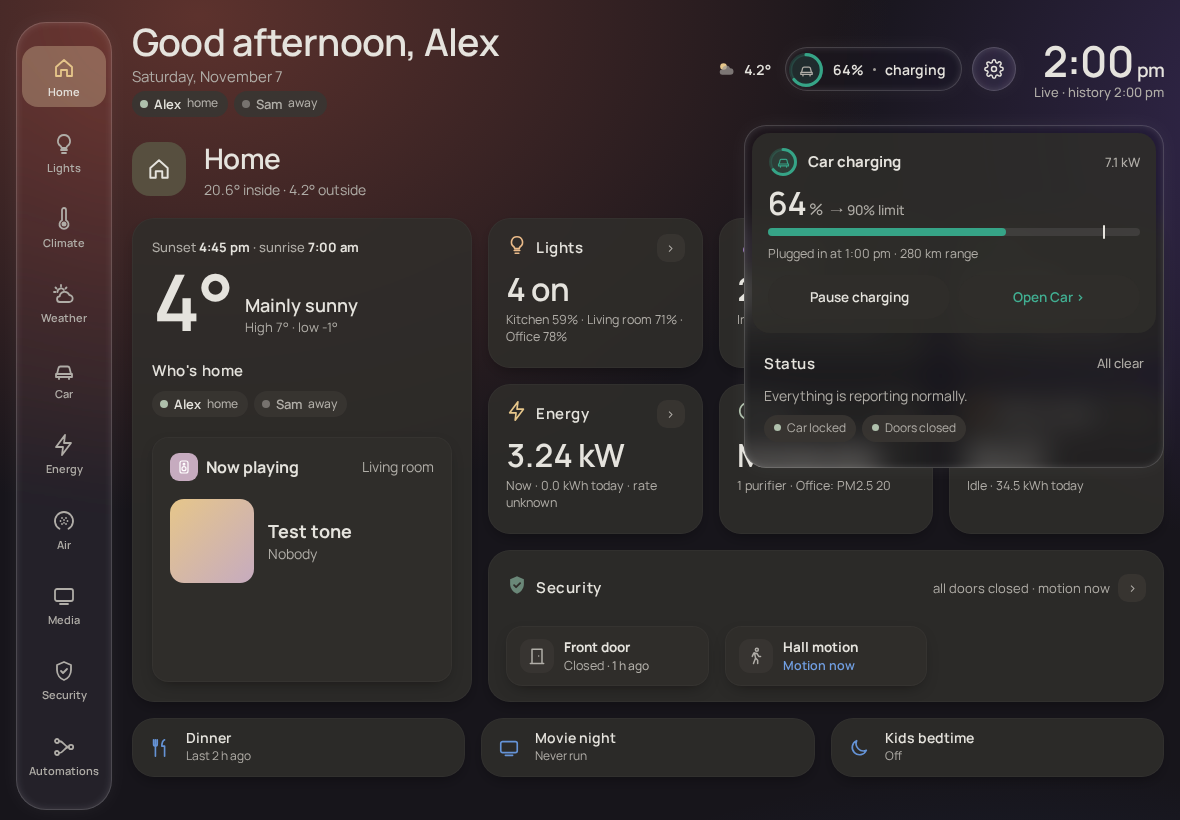 Home
Lights
Climate
Weather
Car
Energy
Air
Media
Security
Automations
Good afternoon, Alex
Saturday, November 7
Alex home
Sam away
4.2°
64% · charging
2:00 pm
Live · history 2:00 pm
Home
20.6° inside · 4.2° outside
Sunset 4:45 pm · sunrise 7:00 am
4°
Mainly sunny
High 7° · low -1°
Who's home
Alex home
Sam away
Now playing
Living room
Test tone
Nobody
Lights
4 on
Kitchen 59% · Living room 71% ·
Office 78%
Energy
3.24 kW
Now · 0.0 kWh today · rate
unknown
Car charging
7.1 kW
64% → 90% limit
Plugged in at 1:00 pm · 280 km range
Pause charging
Open Car ›
Status
All clear
Everything is reporting normally.
Car locked
Doors closed
1 purifier · Office: PM2.5 20
Idle · 34.5 kWh today
Security
all doors closed · motion now
Front door
Closed · 1 h ago
Hall motion
Motion now
Dinner
Last 2 h ago
Movie night
Never run
Kids bedtime
Off